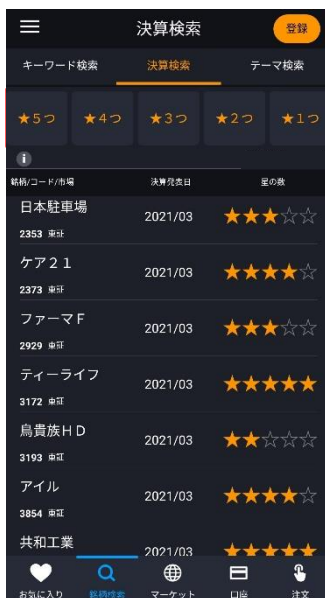 決算検索
登録
キーワード検索 決算検索 テーマ検索
★5つ ★4つ ★3つ ★2つ ★1つ
銘柄/コード/市場 決算発表日 星の数
日本駐車場
2021/03 ★★★☆☆
2353 東証
ケア21
2021/03 ★★★★☆
2373 東証
ファーマF
2021/03 ★★★☆☆
2929 東証
ティーライフ
2021/03 ★★★★★
3172 東証
鳥貴族HD
2021/03 ★★☆☆☆
3193 東証
アイル
2021/03 ★★★★☆
3854 東証
共和工業
2021/03 ★★★★★
お気に入り 銘柄検索 マーケット 口座 注文